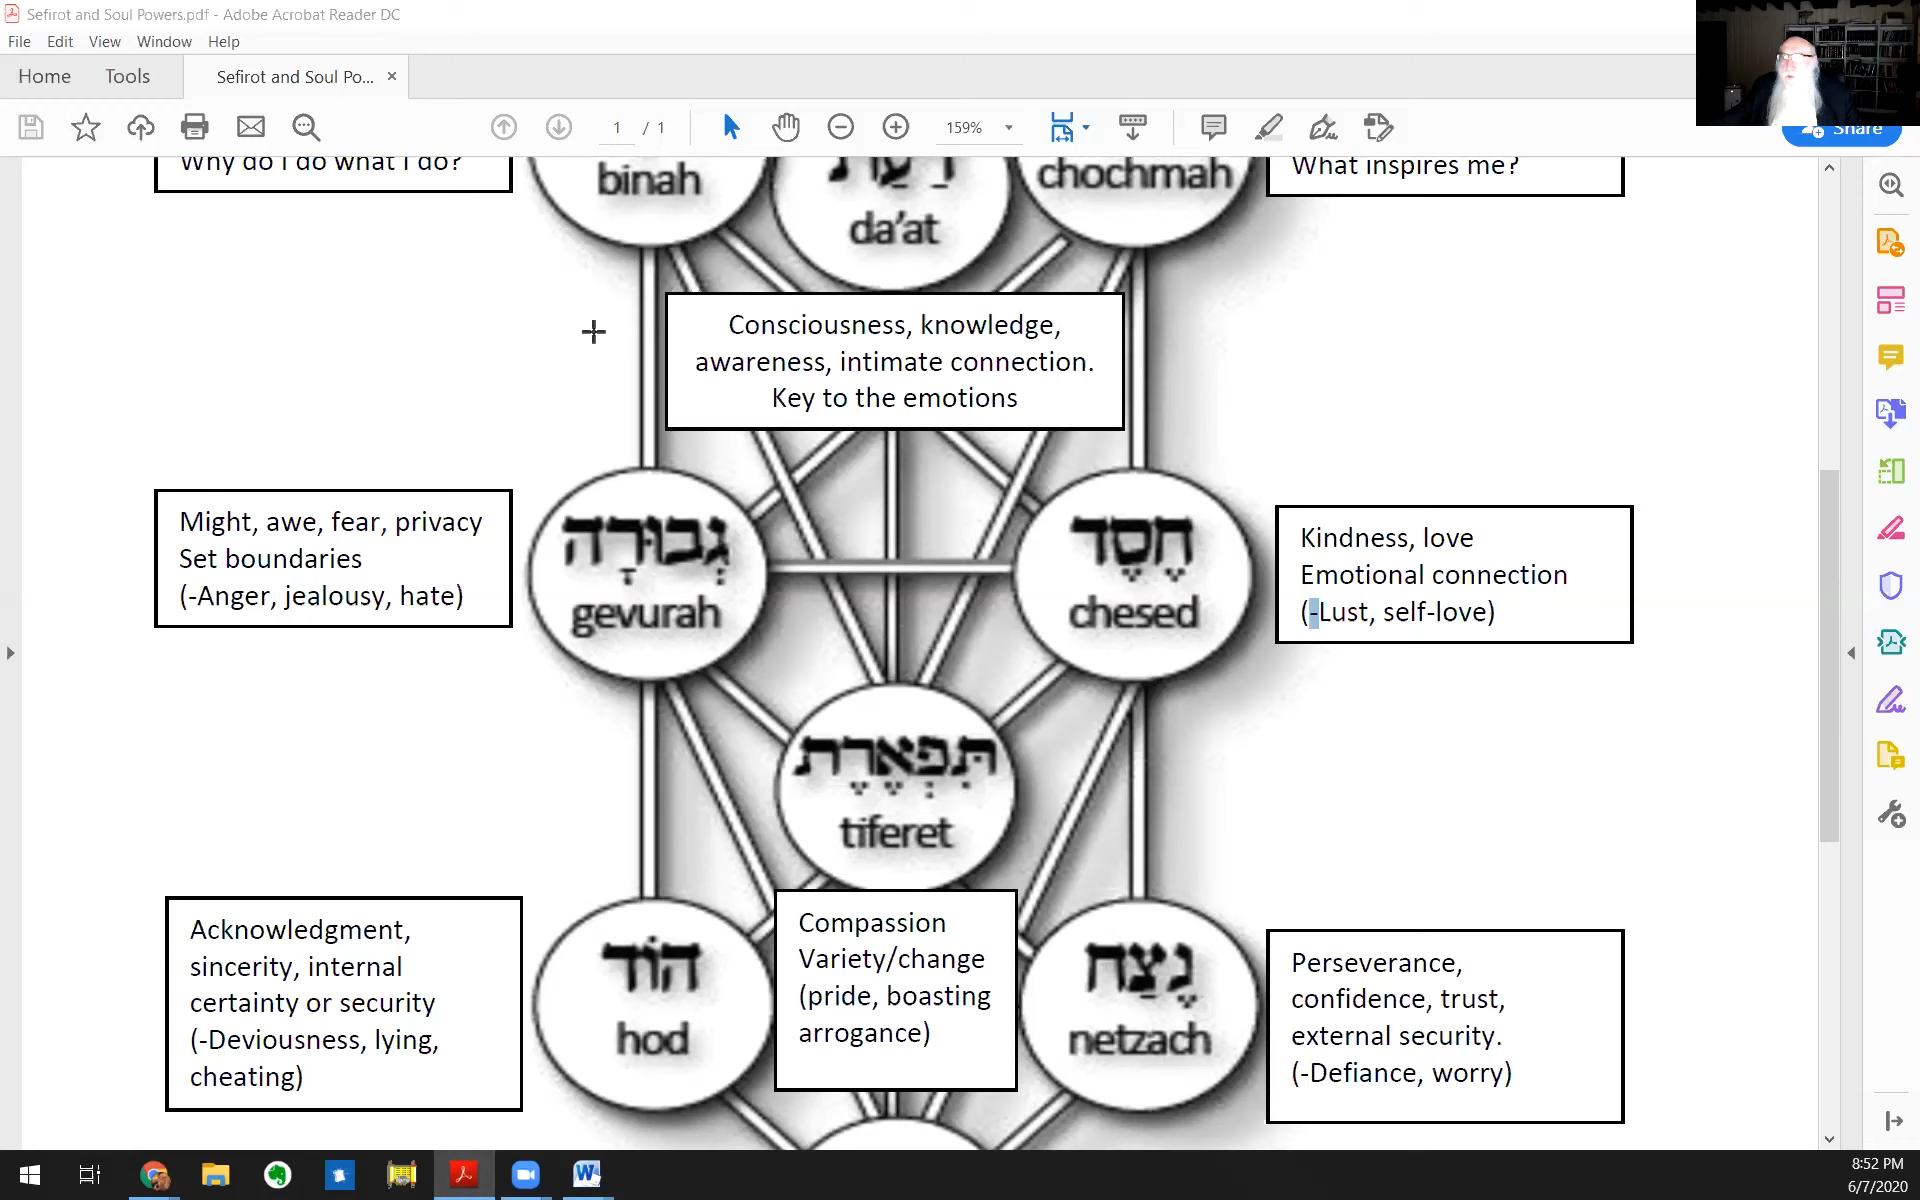 Sefirot and Soul Powers.pdf - Adobe Acrobat Reader DC
File Edit View Window Help
Home Tools Sefirot and Soul Po... ×
1 / 1 159%
Share
Why do I do what I do?
binah
דַעַת
da'at
chochmah
What inspires me?
Consciousness, knowledge,
awareness, intimate connection.
Key to the emotions
Might, awe, fear, privacy
Set boundaries
(-Anger, jealousy, hate)
גְבוּרָה
gevurah
חֶסֶד
chesed
Kindness, love
Emotional connection
(-Lust, self-love)
תִּפְאֶרֶת
tiferet
Acknowledgment,
sincerity, internal
certainty or security
(-Deviousness, lying,
cheating)
הוֹד
hod
Compassion
Variety/change
(pride, boasting
arrogance)
נֶצַח
netzach
Perseverance,
confidence, trust,
external security.
(-Defiance, worry)
8:52 PM
6/7/2020